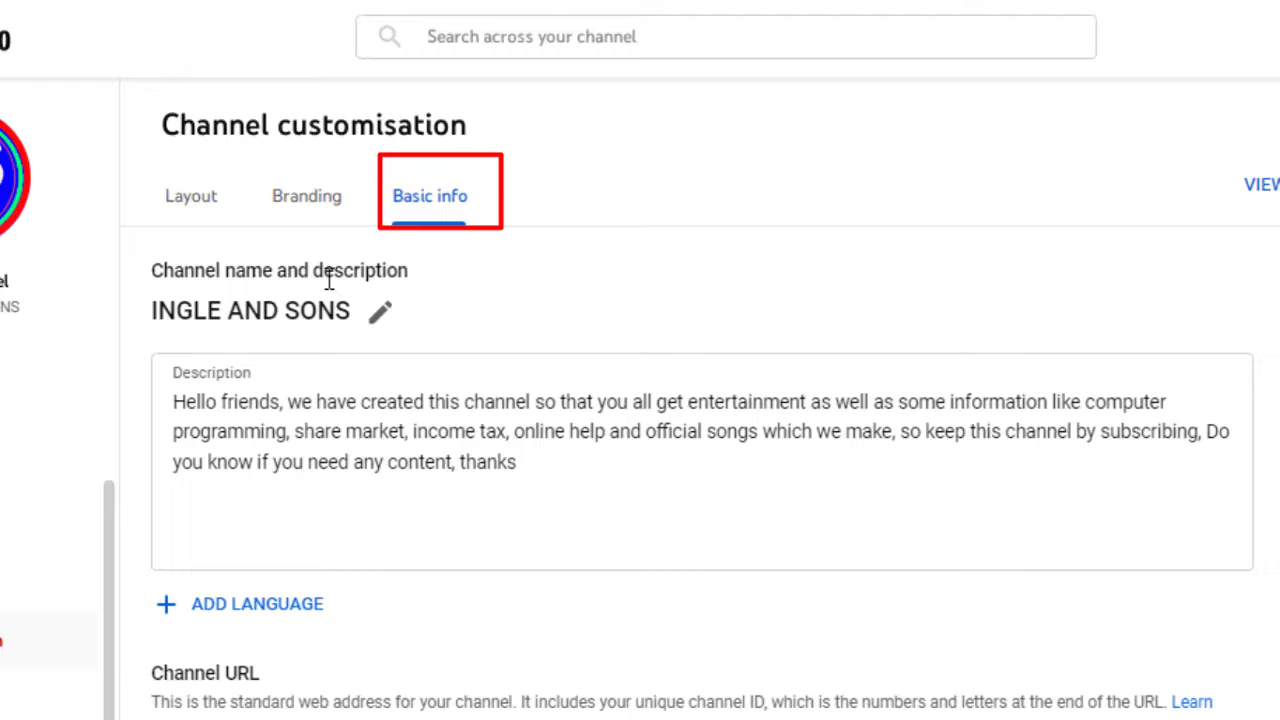 Search across your channel
Channel customisation
Layout Branding Basic info
Channel name and description
INGLE AND SONS
Description
Hello friends, we have created this channel so that you all get entertainment as well as some information like computer
programming, share market, income tax, online help and official songs which we make, so keep this channel by subscribing, Do
you know if you need any content, thanks
+ ADD LANGUAGE
Channel URL
This is the standard web address for your channel. It includes your unique channel ID, which is the numbers and letters at the end of the URL. Learn